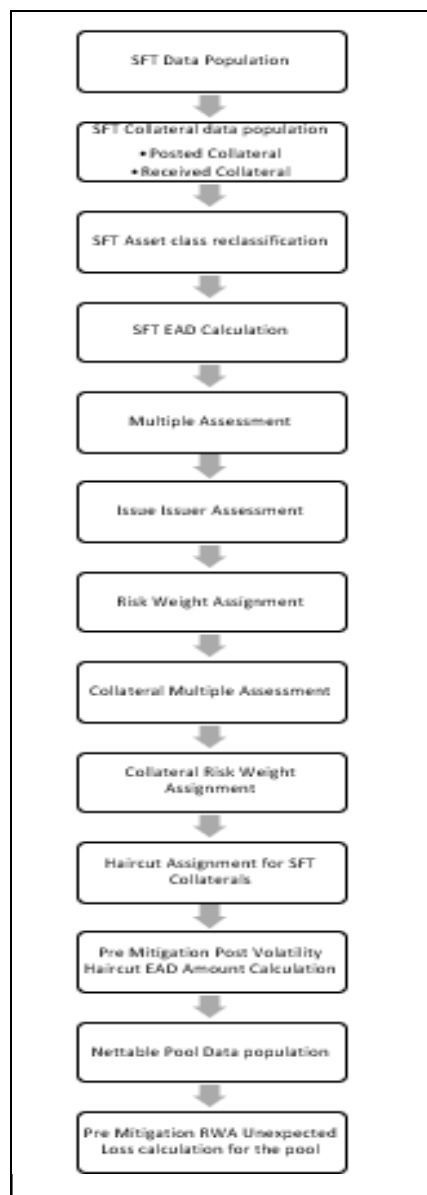 SFT Data Population
SFT Collateral data population
•Posted Collateral
•Received Collateral
SFT Asset class reclassification
SFT EAD Calculation
Multiple Assessment
Issue Issuer Assessment
Risk Weight Assignment
Collateral Multiple Assessment
Collateral Risk Weight
Assignment
Haircut Assignment for SFT
Collaterals
Pre Mitigation Post Volatility
Haircut EAD Amount Calculation
Nettable Pool Data population
Pre Mitigation RWA Unexpected
Loss calculation for the pool